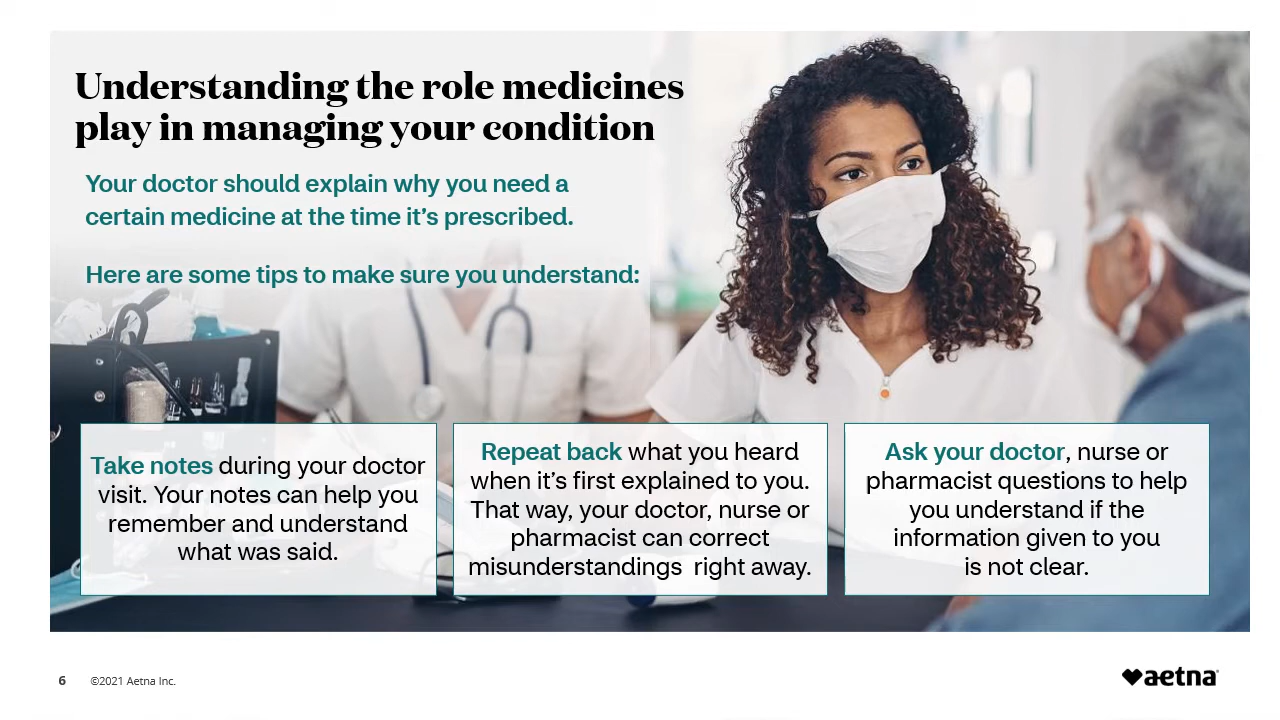 Understanding the role medicines
play in managing your condition
Your doctor should explain why you need a
certain medicine at the time it’s prescribed.
Here are some tips to make sure you understand:
Take notes during your doctor
visit. Your notes can help you
remember and understand
what was said.
Repeat back what you heard
when it’s first explained to you.
That way, your doctor, nurse or
pharmacist can correct
misunderstandings  right away.
Ask your doctor, nurse or
pharmacist questions to help
you understand if the
information given to you
is not clear.
6 ©2021 Aetna Inc.
aetna®